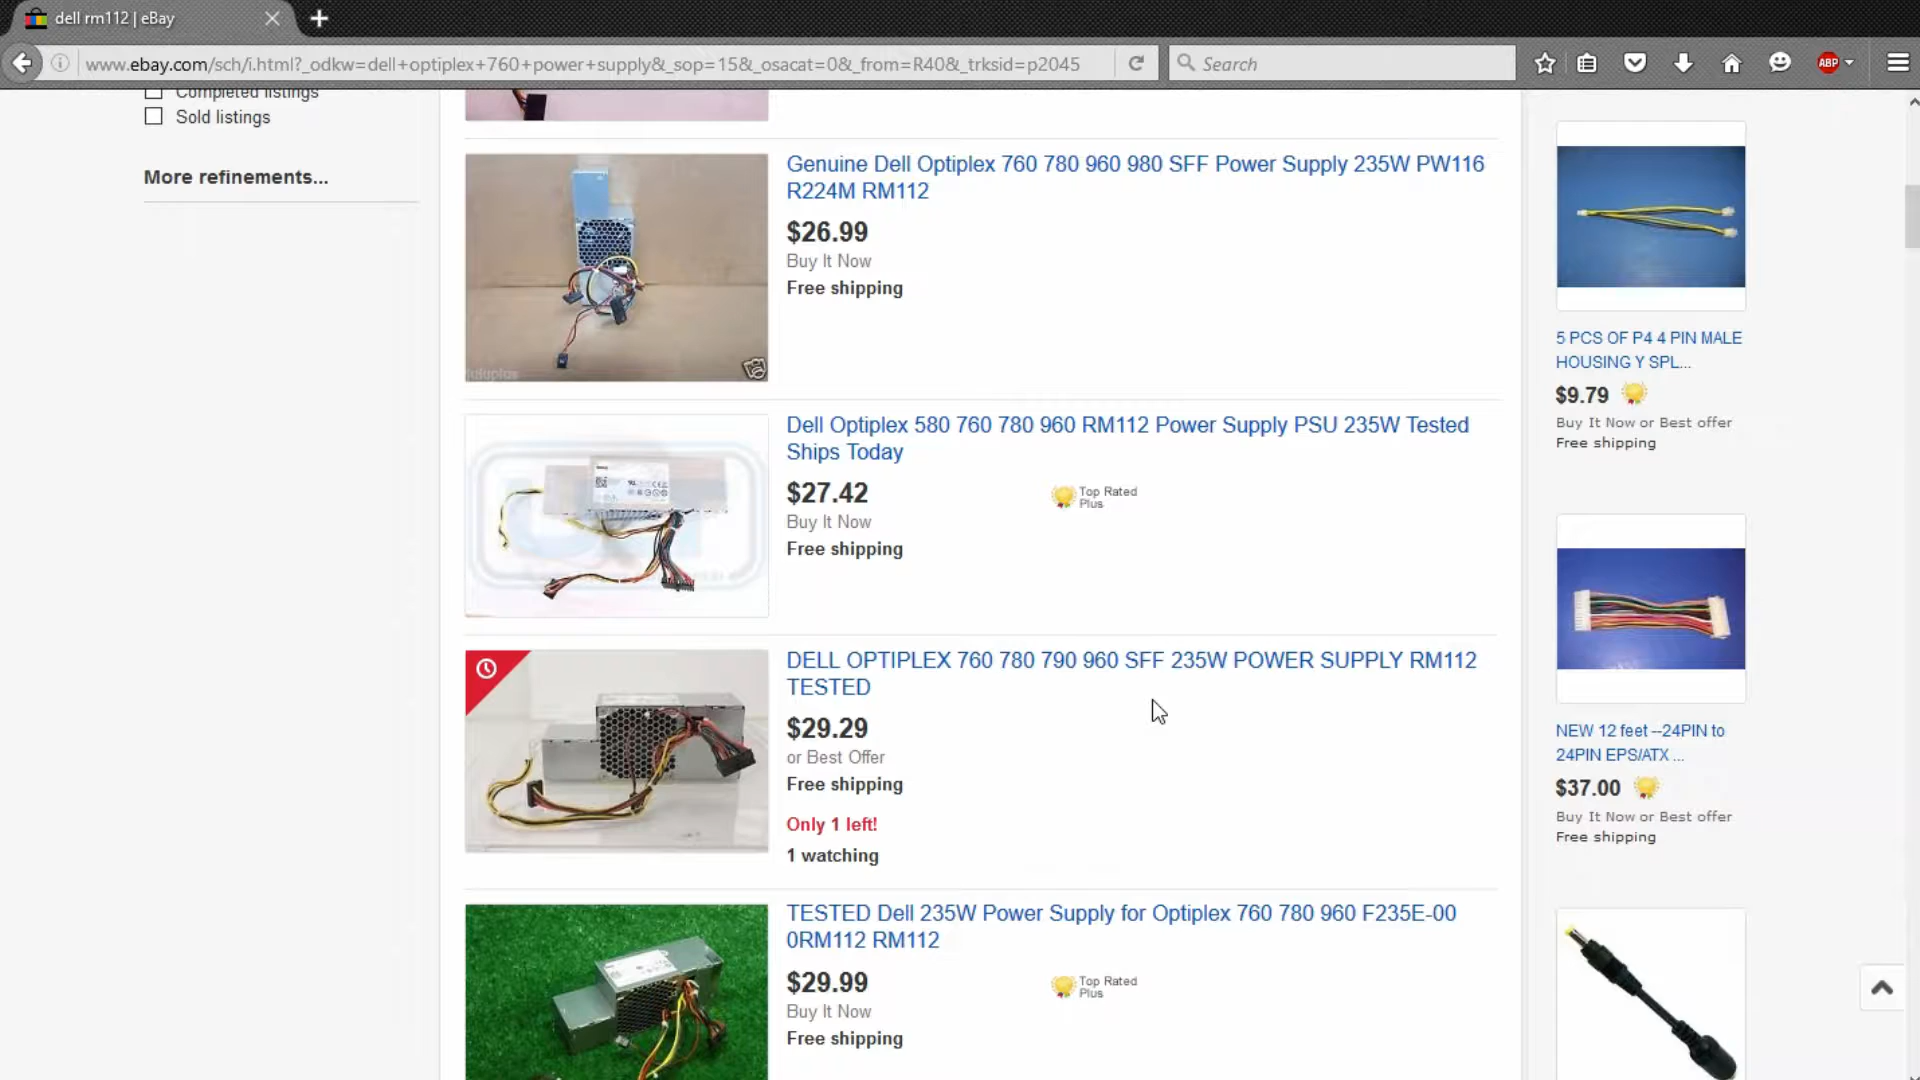 dell rm112 | eBay
www.ebay.com/sch/i.html?_odkw=dell+optiplex+760+power+supply&_sop=15&_osacat=0&_from=R40&_trksid=p2045
Search
ABP
Completed listings
Sold listings
More refinements...
Genuine Dell Optiplex 760 780 960 980 SFF Power Supply 235W PW116
R224M RM112
$26.99
Buy It Now
Free shipping
Dell Optiplex 580 760 780 960 RM112 Power Supply PSU 235W Tested
Ships Today
$27.42
Top Rated
Plus
Buy It Now
Free shipping
DELL OPTIPLEX 760 780 790 960 SFF 235W POWER SUPPLY RM112
TESTED
$29.29
or Best Offer
Free shipping
Only 1 left!
1 watching
TESTED Dell 235W Power Supply for Optiplex 760 780 960 F235E-00
0RM112 RM112
$29.99
Top Rated
Plus
Buy It Now
Free shipping
5 PCS OF P4 4 PIN MALE
HOUSING Y SPL...
$9.79
Buy It Now or Best offer
Free shipping
NEW 12 feet --24PIN to
24PIN EPS/ATX ...
$37.00
Buy It Now or Best offer
Free shipping